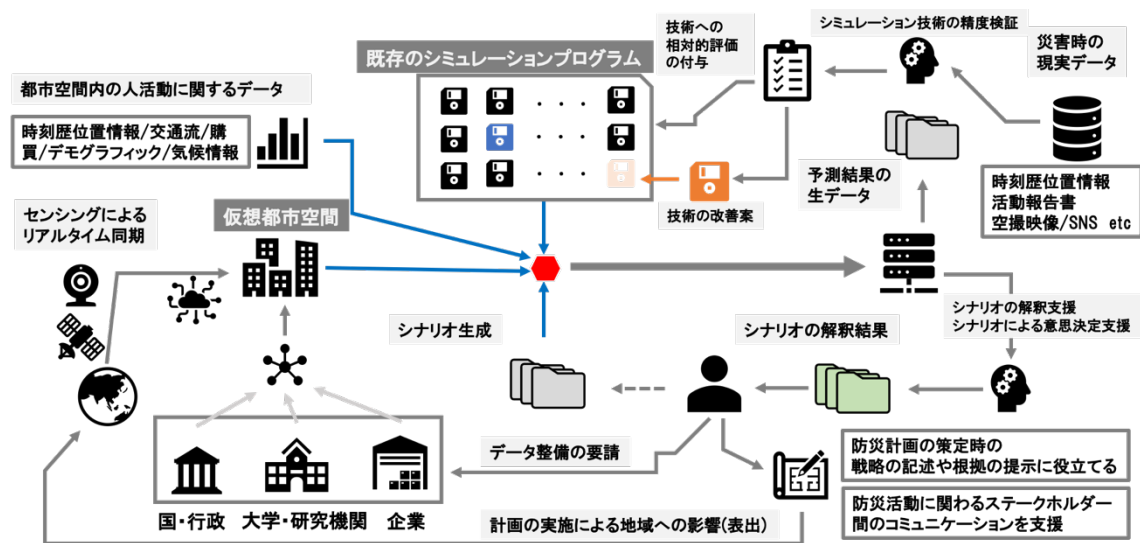 シミュレーション技術の精度検証
技術への
相対的評価
の付与
災害時の
現実データ
既存のシミュレーションプログラム
都市空間内の人活動に関するデータ
時刻歴位置情報/交通流/購
買/デモグラフィック/気候情報
・・・
・・・
・・・
予測結果の
生データ
技術の改善案
時刻歴位置情報
活動報告書
空撮映像/SNS etc
センシングによる
リアルタイム同期
仮想都市空間
シナリオの解釈支援
シナリオによる意思決定支援
シナリオ生成
シナリオの解釈結果
データ整備の要請
防災計画の策定時の
戦略の記述や根拠の提示に役立てる
国・行政
大学・研究機関
企業
計画の実施による地域への影響(表出)
防災活動に関わるステークホルダー
間のコミュニケーションを支援